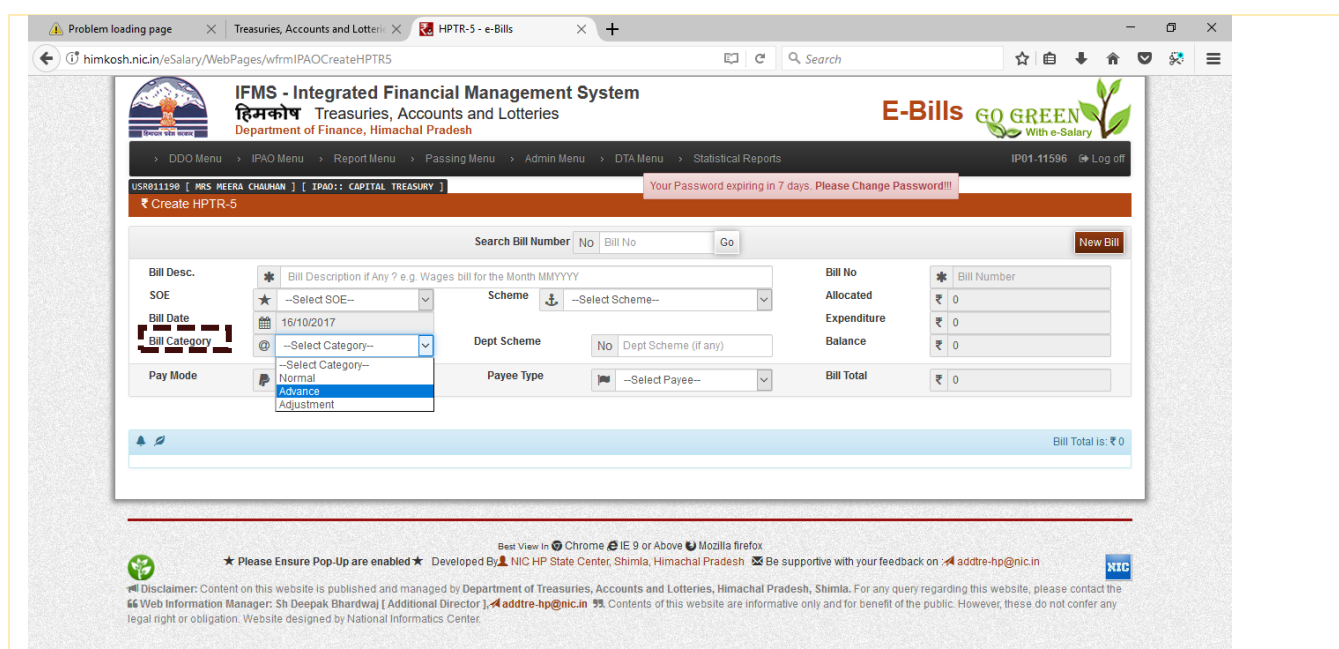 Problem loading page
Treasuries, Accounts and Lotterie
HPTR-5 - e-Bills
himkosh.nic.in/eSalary/WebPages/wfrmIPAOCreateHPTR5
Search
IFMS - Integrated Financial Management System
हिमकोष Treasuries, Accounts and Lotteries
Department of Finance, Himachal Pradesh
E-Bills
GO GREEN
With e-Salary
हिमाचल प्रदेश सरकार
> DDO Menu > IPAO Menu > Report Menu > Passing Menu > Admin Menu > DTA Menu > Statistical Reports
IP01-11596 Log off
USR011190 [ MRS MEERA CHAUHAN ] [ IPAO:: CAPITAL TREASURY ]
Your Password expiring in 7 days. Please Change Password!!!
₹ Create HPTR-5
Search Bill Number No Bill No Go
New Bill
Bill Desc. Bill Description if Any ? e.g. Wages bill for the Month MMYYYY Bill No Bill Number
SOE --Select SOE-- Scheme --Select Scheme-- Allocated ₹ 0
Bill Date 16/10/2017 Expenditure ₹ 0
Bill Category @ --Select Category-- Dept Scheme No Dept Scheme (if any) Balance ₹ 0
--Select Category--
Normal
Advance
Adjustment
Pay Mode Payee Type --Select Payee-- Bill Total ₹ 0
Bill Total is: ₹ 0
Best View In Chrome IE 9 or Above Mozilla firefox
★ Please Ensure Pop-Up are enabled ★ Developed By NIC HP State Center, Shimla, Himachal Pradesh Be supportive with your feedback on : addtre-hp@nic.in
NIC
Disclaimer: Content on this website is published and managed by Department of Treasuries, Accounts and Lotteries, Himachal Pradesh, Shimla. For any query regarding this website, please contact the
Web Information Manager: Sh Deepak Bhardwaj [ Additional Director ], addtre-hp@nic.in Contents of this website are informative only and for benefit of the public. However, these do not confer any
legal right or obligation. Website designed by National Informatics Center.